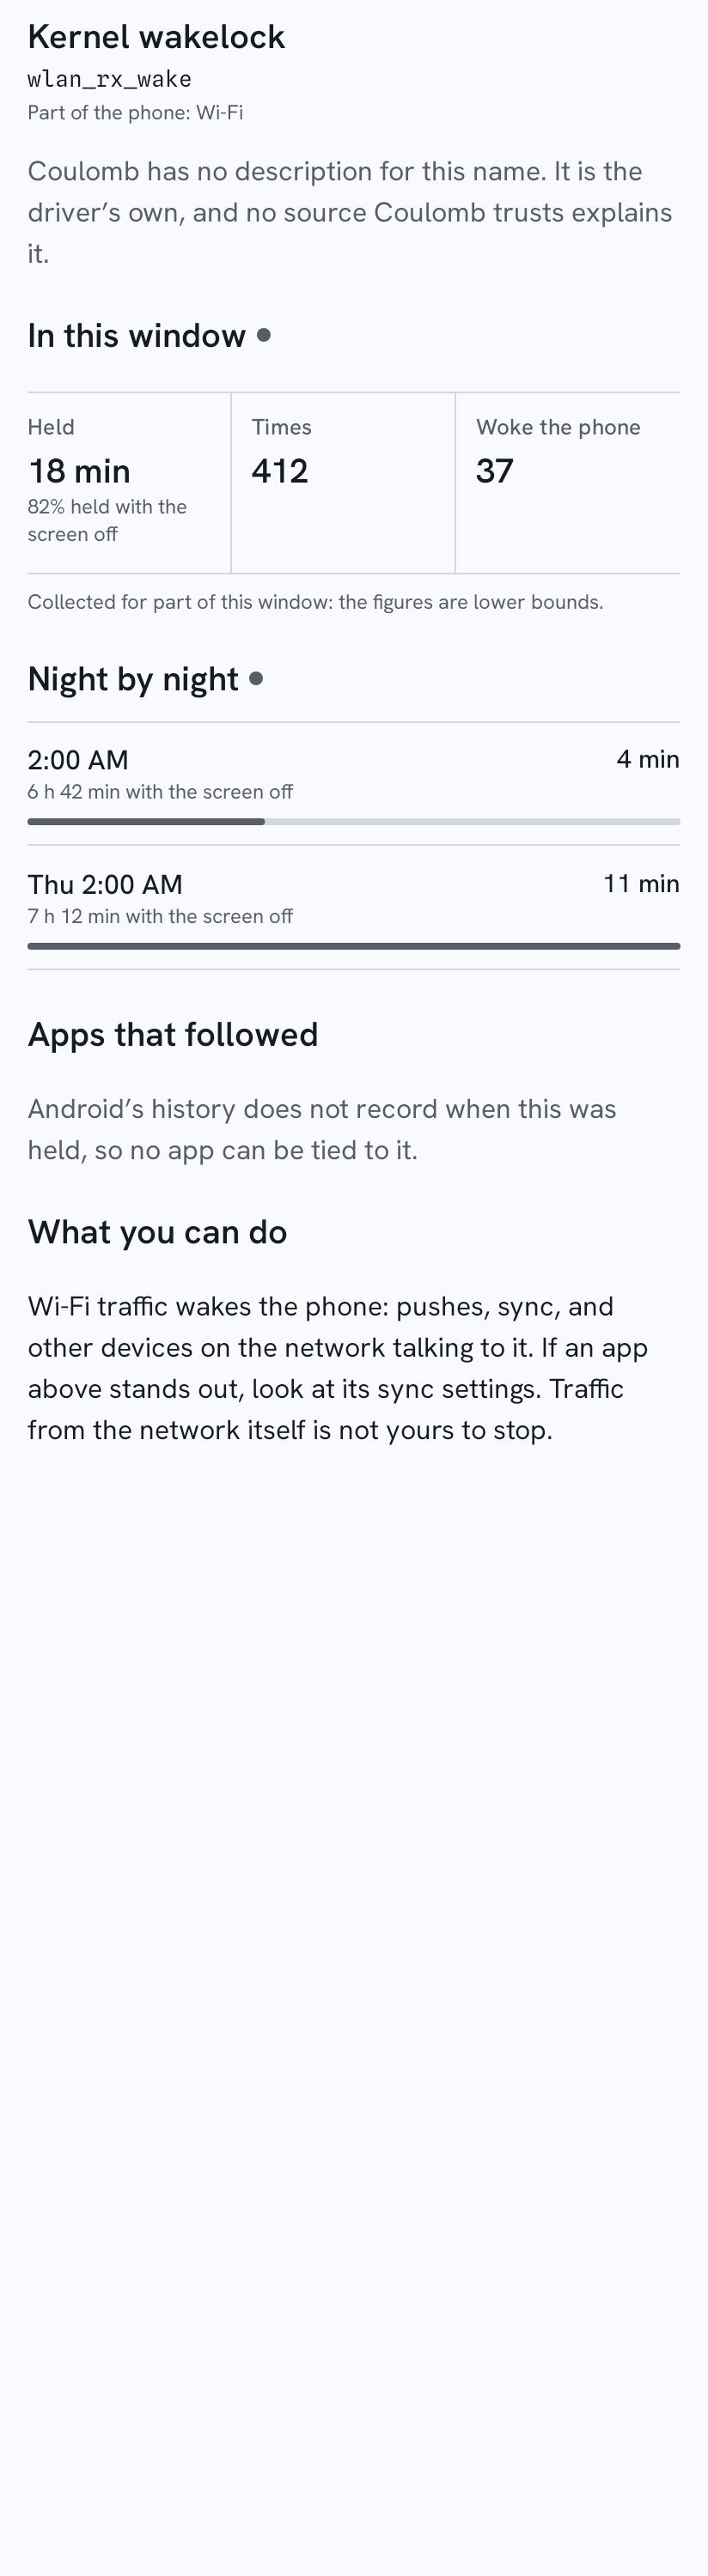 Kernel wakelock
wlan_rx_wake
Part of the phone: Wi-Fi
Coulomb has no description for this name. It is the
driver’s own, and no source Coulomb trusts explains
it.
In this window
Held
18 min
82% held with the
screen off
Times
412
Woke the phone
37
Collected for part of this window: the figures are lower bounds.
Night by night
2:00 AM
4 min
6 h 42 min with the screen off
Thu 2:00 AM
11 min
7 h 12 min with the screen off
Apps that followed
Android’s history does not record when this was
held, so no app can be tied to it.
What you can do
Wi-Fi traffic wakes the phone: pushes, sync, and
other devices on the network talking to it. If an app
above stands out, look at its sync settings. Traffic
from the network itself is not yours to stop.